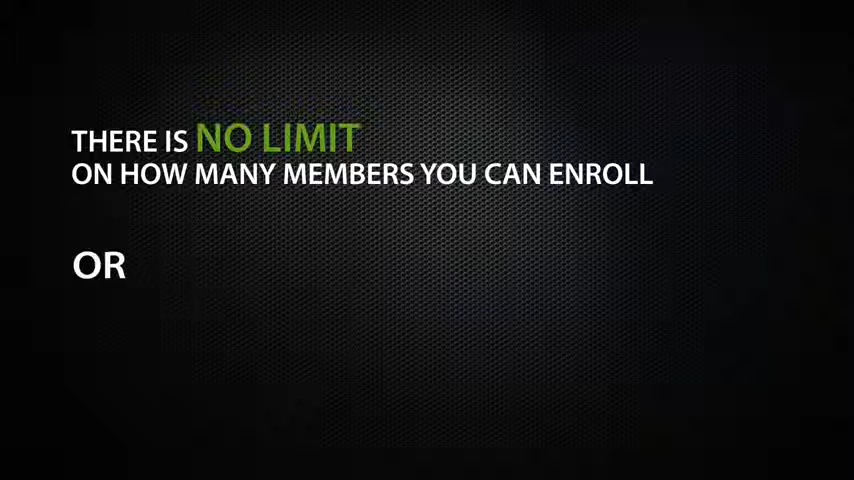 THERE IS NO LIMIT
ON HOW MANY MEMBERS YOU CAN ENROLL
OR